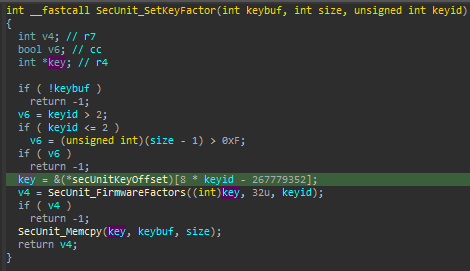 int __fastcall SecUnit_SetKeyFactor(int keybuf, int size, unsigned int keyid)
{
  int v4; // r7
  bool v6; // cc
  int *key; // r4

  if ( !keybuf )
    return -1;
  v6 = keyid > 2;
  if ( keyid <= 2 )
    v6 = (unsigned int)(size - 1) > 0xF;
  if ( v6 )
    return -1;
  key = &(*secUnitKeyOffset)[8 * keyid - 267779352];
  v4 = SecUnit_FirmwareFactors((int)key, 32u, keyid);
  if ( v4 )
    return -1;
  SecUnit_Memcpy(key, keybuf, size);
  return v4;
}